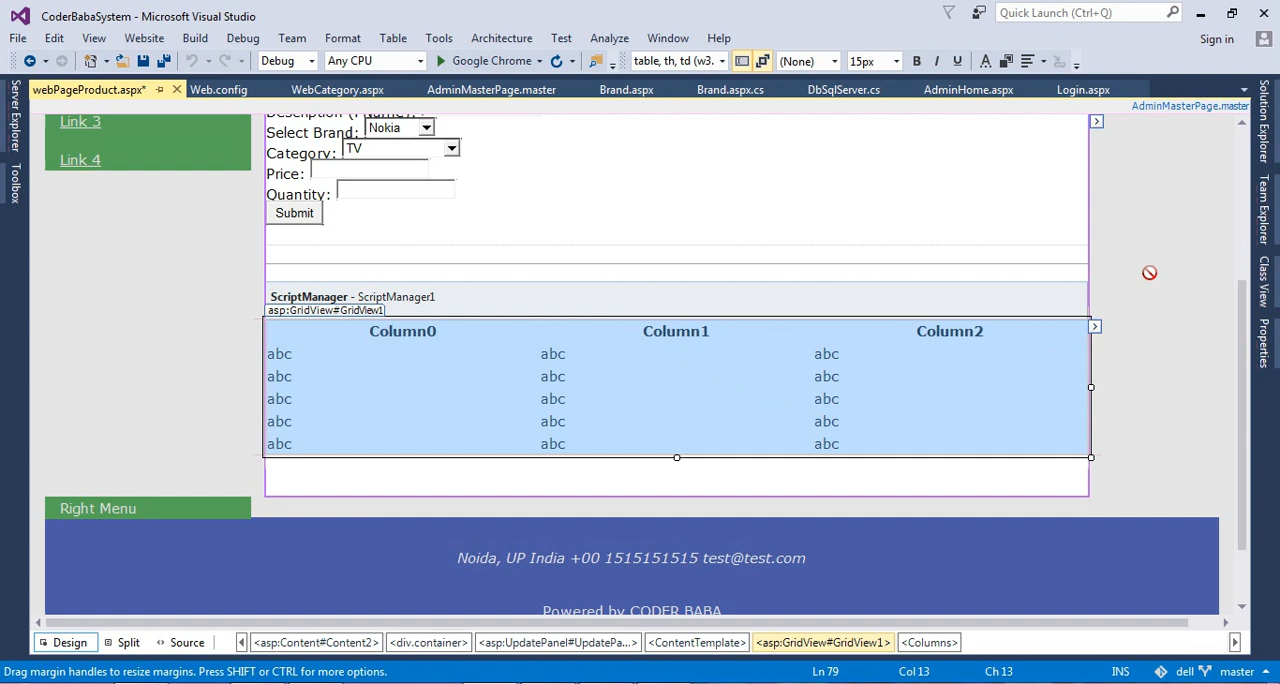 CoderBabaSystem - Microsoft Visual Studio
Quick Launch (Ctrl+Q)
File Edit View Website Build Debug Team Format Table Tools Architecture Test Analyze Window Help
Sign in
Debug Any CPU Google Chrome table, th, td (w3. (None) 15px B I U A
webPageProduct.aspx* Web.config WebCategory.aspx AdminMasterPage.master Brand.aspx Brand.aspx.cs DbSqlServer.cs AdminHome.aspx Login.aspx
AdminMasterPage.master
Server Explorer
Toolbox
Solution Explorer
Team Explorer
Class View
Properties
Link 3
Link 4
Select Brand: Nokia
Category: TV
Price:
Quantity:
Submit
ScriptManager - ScriptManager1
asp:GridView#GridView1
Column0 Column1 Column2
abc abc abc
abc abc abc
abc abc abc
abc abc abc
abc abc abc
Right Menu
Noida, UP India +00 1515151515 test@test.com
Powered by CODER BABA
Design Split Source <asp:Content#Content2> <div.container> <asp:UpdatePanel#UpdatePa...> <ContentTemplate> <asp:GridView#GridView1> <Columns>
Drag margin handles to resize margins. Press SHIFT or CTRL for more options. Ln 79 Col 13 Ch 13 INS dell master